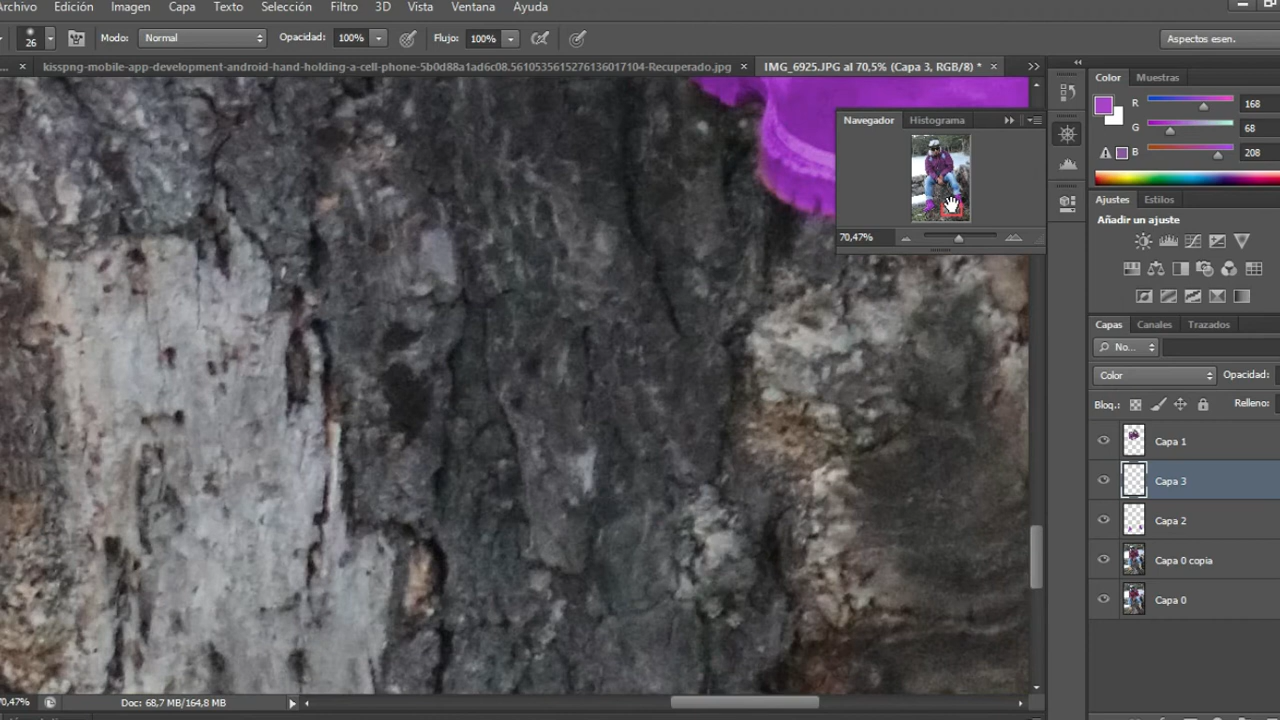 Archivo Edición Imagen Capa Texto Selección Filtro 3D Vista Ventana Ayuda
26 Modo: Normal Opacidad: 100% Flujo: 100% Aspectos esen.
kisspng-mobile-app-development-android-hand-holding-a-cell-phone-5b0d88a1ad6c08.5610535615276136017104-Recuperado.jpg IMG_6925.JPG al 70,5% (Capa 3, RGB/8) *
Color Muestras
R 168
G 68
B 208
Navegador Histograma
70,47%
Ajustes Estilos
Añadir un ajuste
Capas Canales Trazados
No...
Color Opacidad:
Bloq.: Relleno:
Capa 1
Capa 3
Capa 2
Capa 0 copia
Capa 0
70,47% Doc: 68,7 MB/164,8 MB